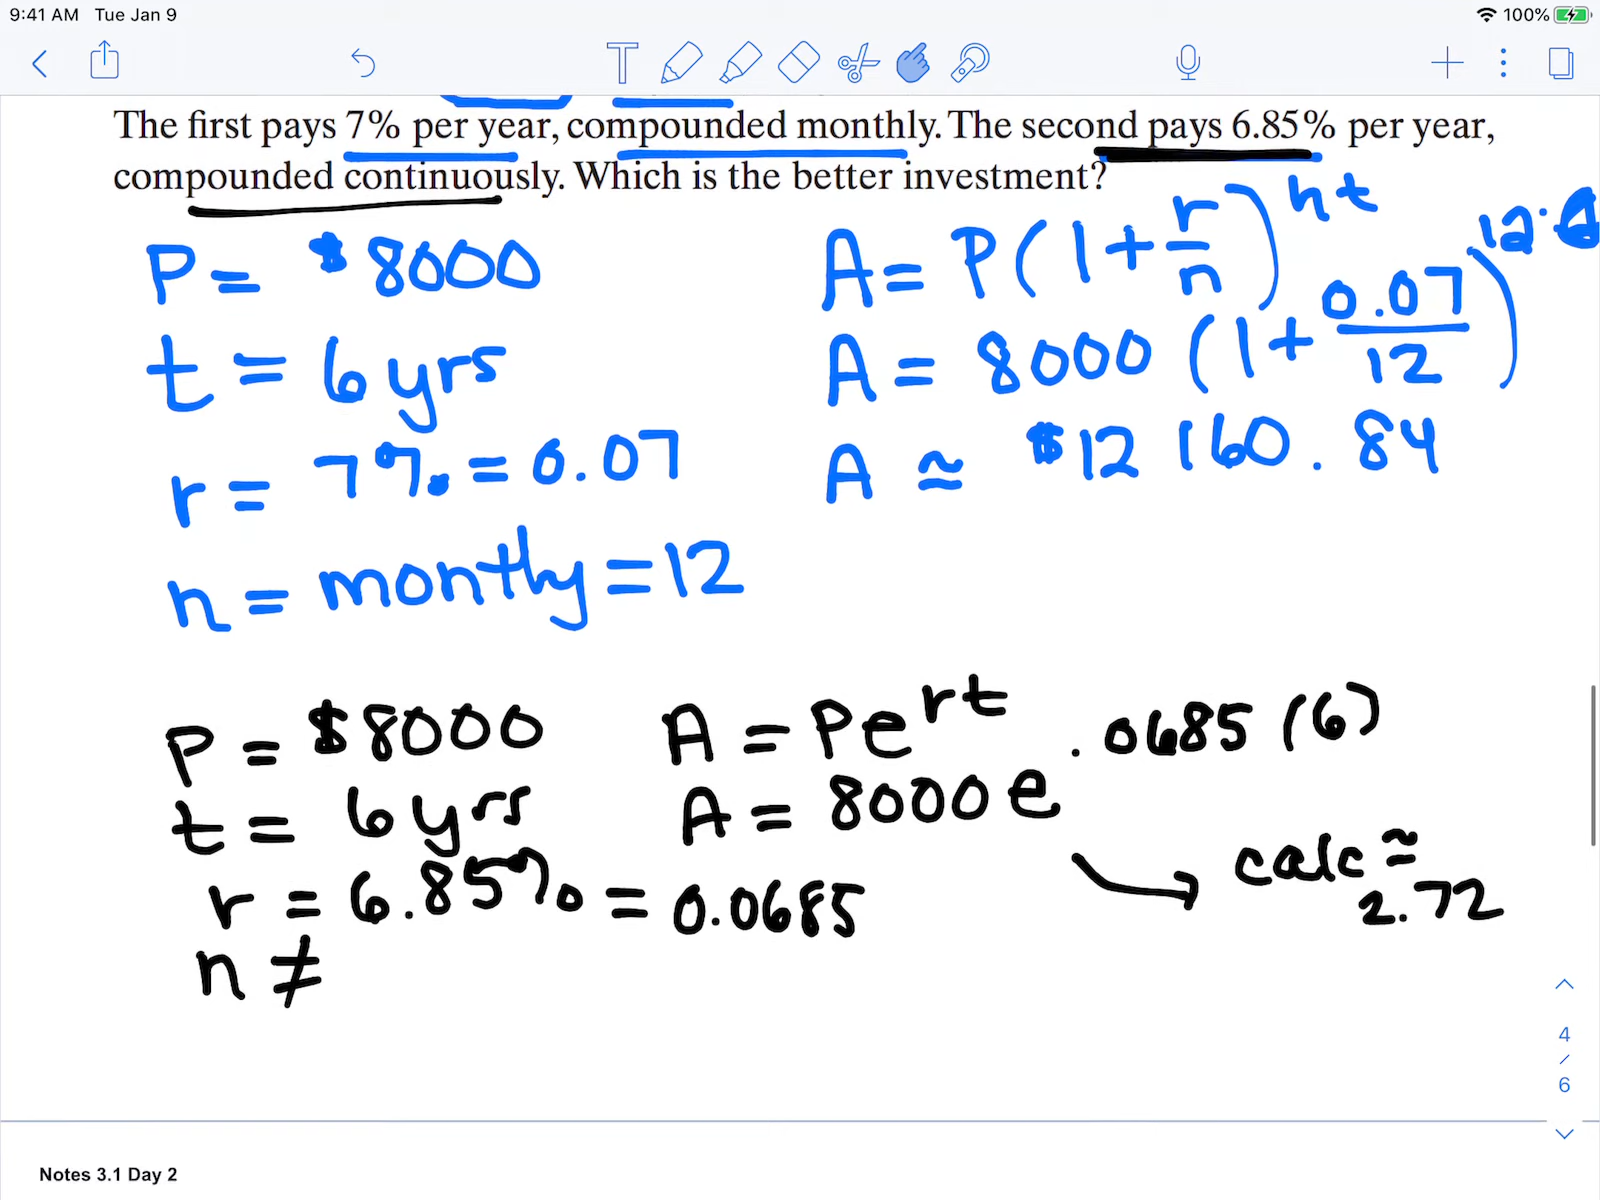 9:41 AM Tue Jan 9
100%
The first pays 7% per year, compounded monthly. The second pays 6.85% per year,
compounded continuously. Which is the better investment?
P = $8000
t = 6 yrs
r = 7% = 0.07
n = monthly = 12
A = P(1 + r/n)^nt
A = 8000 (1 + 0.07/12)
A ≈ $12 160.84
P = $8000
t = 6 yrs
r = 6.85% = 0.0685
n ≠
A = Pe^rt
A = 8000 e^.0685(6)
calc ≈
2.72
4
/
6
Notes 3.1 Day 2